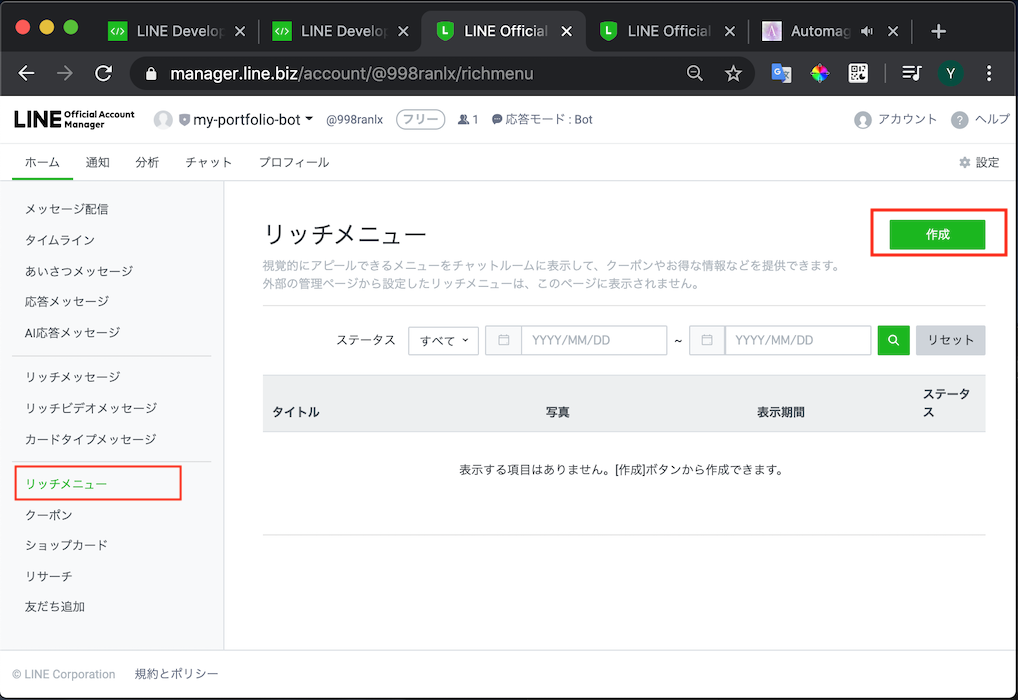 LINE Develop
LINE Develop
LINE Official
LINE Official
Automag
manager.line.biz/account/@998ranlx/richmenu
Y
LINE Official Account Manager
my-portfolio-bot
@998ranlx
フリー
1
応答モード : Bot
アカウント
? ヘルプ
ホーム
通知
分析
チャット
プロフィール
設定
メッセージ配信
タイムライン
あいさつメッセージ
応答メッセージ
AI応答メッセージ
リッチメッセージ
リッチビデオメッセージ
カードタイプメッセージ
リッチメニュー
クーポン
ショップカード
リサーチ
友だち追加
リッチメニュー
作成
視覚的にアピールできるメニューをチャットルームに表示して、クーポンやお得な情報などを提供できます。
外部の管理ページから設定したリッチメニューは、このページに表示されません。
ステータス
すべて
YYYY/MM/DD
~
YYYY/MM/DD
リセット
タイトル
写真
表示期間
ステータ
ス
表示する項目はありません。[作成]ボタンから作成できます。
© LINE Corporation
規約とポリシー